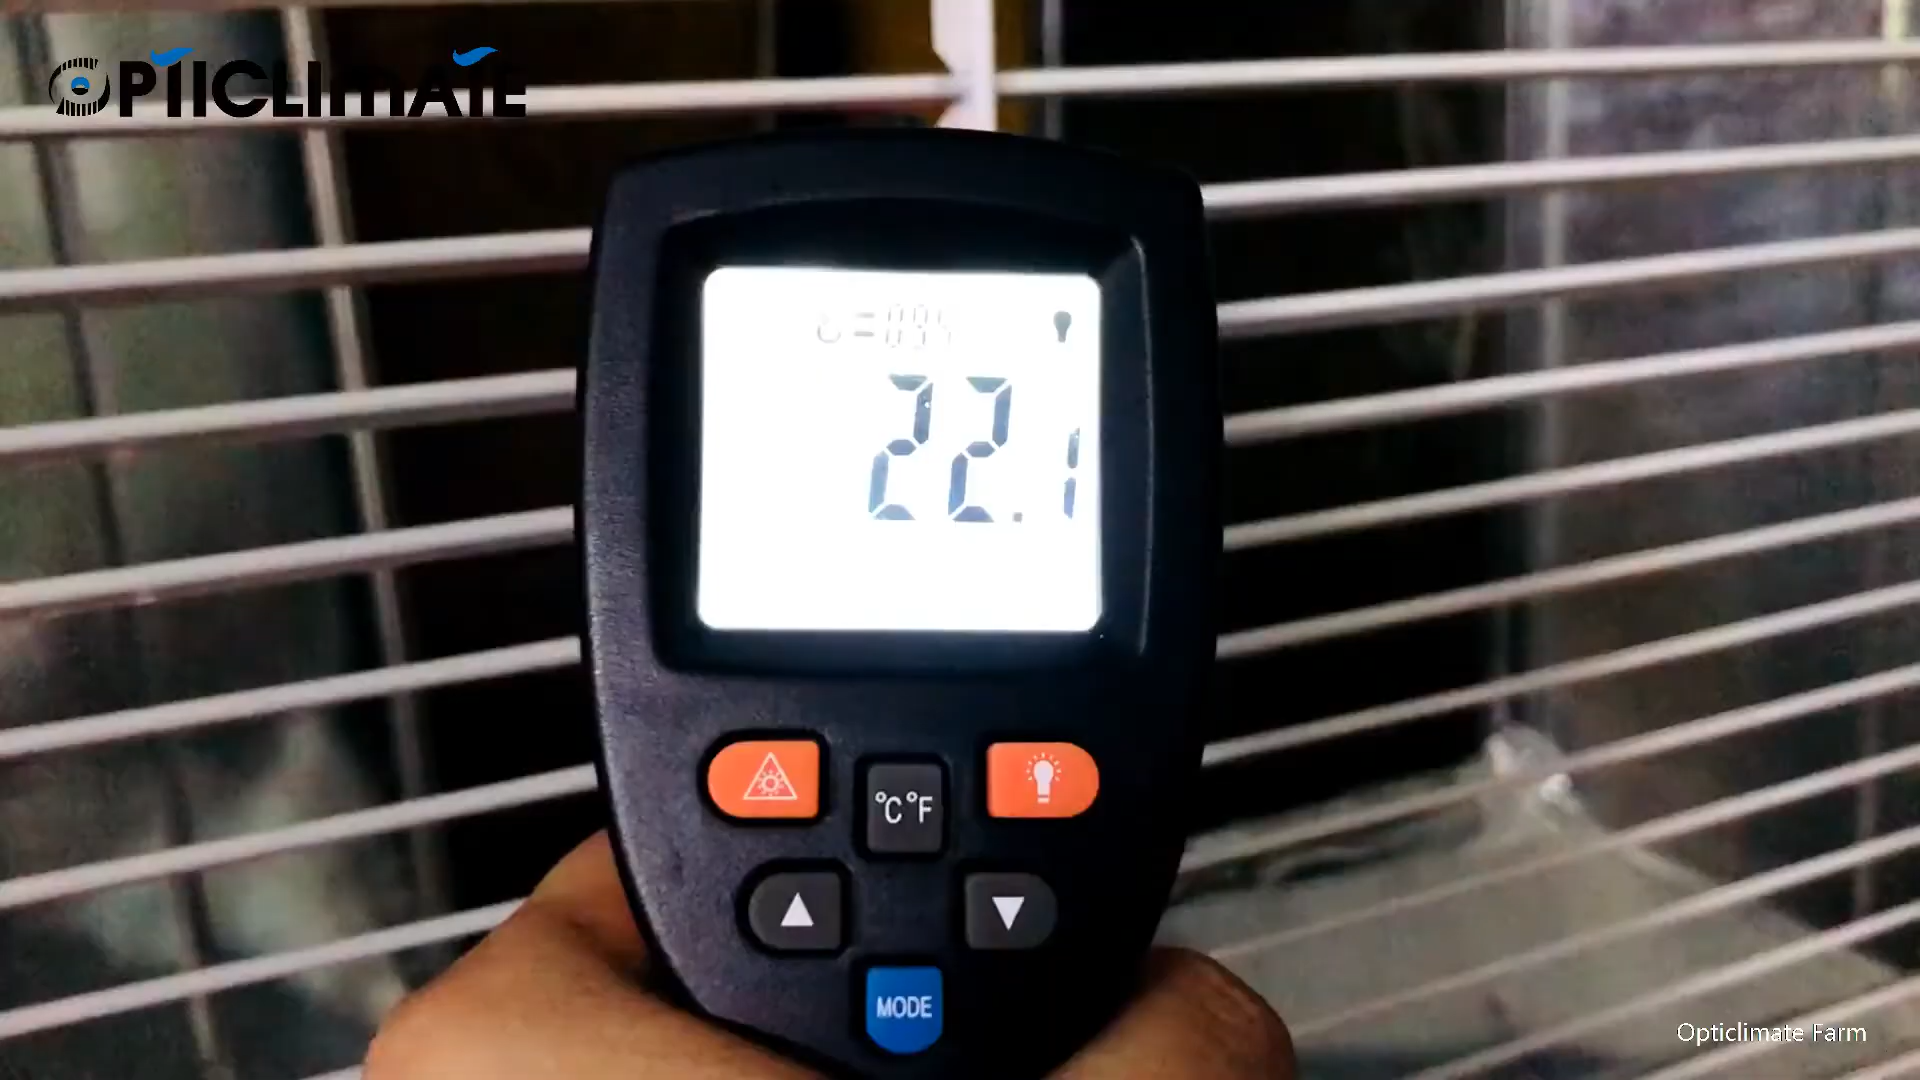 OPTICLIMATE
22.1
°C°F
MODE
Opticlimate Farm